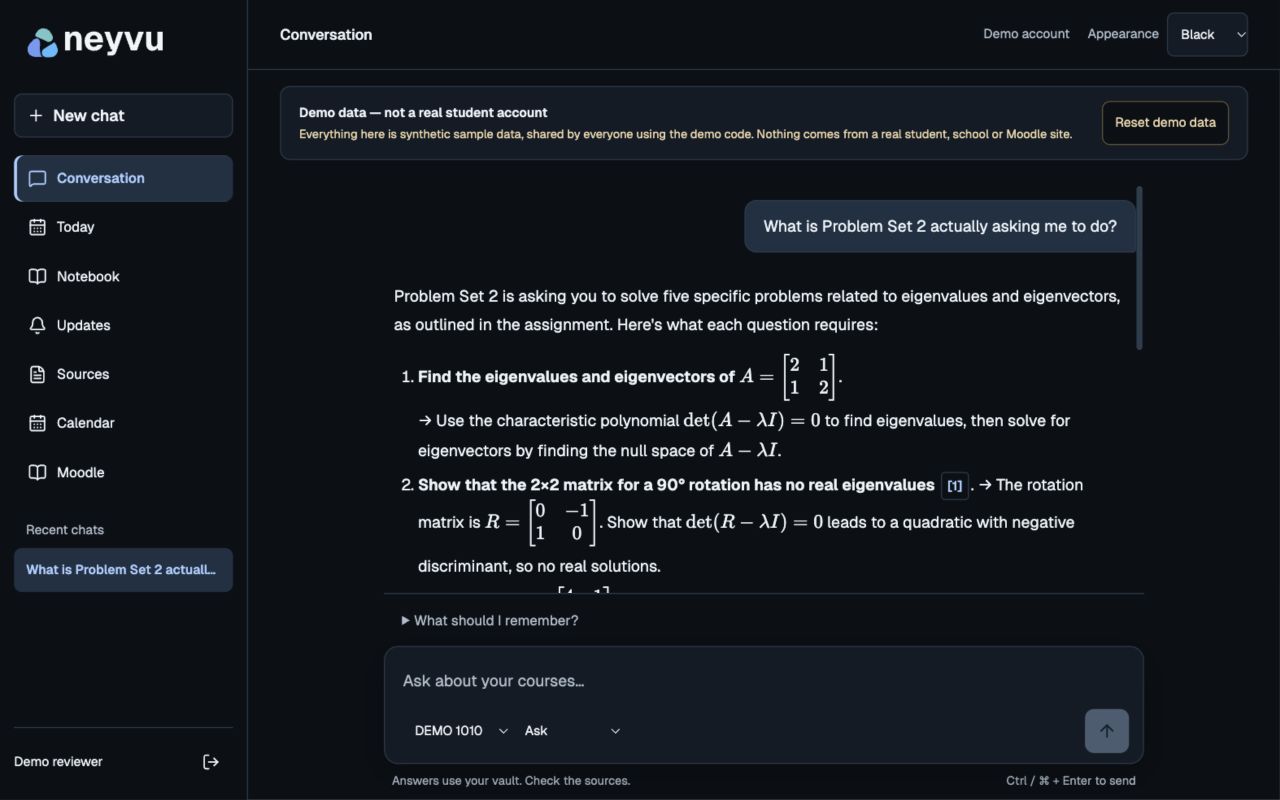 neyvu
Conversation
Demo account
Appearance
Black
New chat
Conversation
Today
Notebook
Updates
Sources
Calendar
Moodle
Recent chats
What is Problem Set 2 actuall...
Demo reviewer
Demo data — not a real student account
Everything here is synthetic sample data, shared by everyone using the demo code. Nothing comes from a real student, school or Moodle site.
Reset demo data
What is Problem Set 2 actually asking me to do?
Problem Set 2 is asking you to solve five specific problems related to eigenvalues and eigenvectors,
as outlined in the assignment. Here's what each question requires:
1. Find the eigenvalues and eigenvectors of A = [2 1; 1 2].
→ Use the characteristic polynomial det(A − λI) = 0 to find eigenvalues, then solve for
eigenvectors by finding the null space of A − λI.
2. Show that the 2×2 matrix for a 90° rotation has no real eigenvalues [1] . → The rotation
matrix is R = [0 −1; 1 0]. Show that det(R − λI) = 0 leads to a quadratic with negative
discriminant, so no real solutions.
▶ What should I remember?
Ask about your courses...
DEMO 1010
Ask
Answers use your vault. Check the sources.
Ctrl / ⌘ + Enter to send